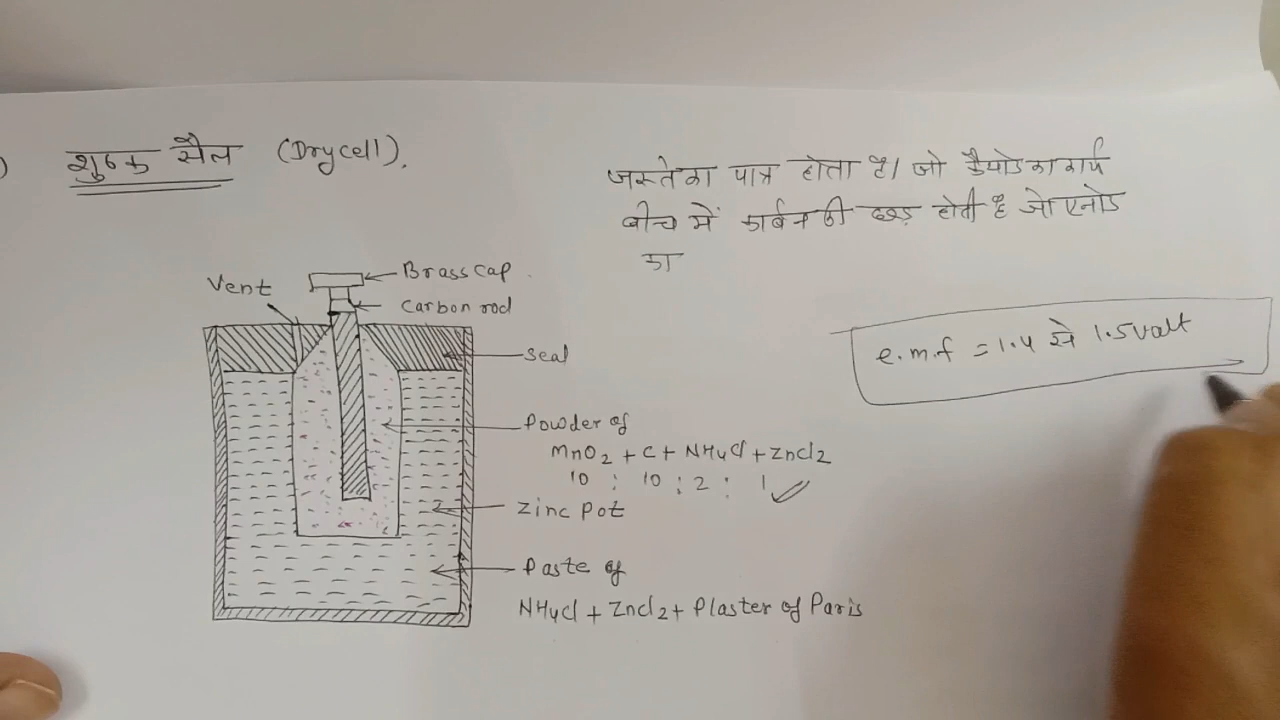 ) शुष्क सैल (Drycell).
जस्ते का पात्र होता है। जो कैथोड का कार्य
बीच में कार्बन की छड़ होती है जो एनोड
का
Vent
Brass cap
Carbon rod
Seal
Powder of
MnO2 + C + NH4Cl + ZnCl2
10 : 10 : 2 : 1
Zinc Pot
Paste of
NH4Cl + ZnCl2 + Plaster of Paris
e.m.f = 1.4 से 1.5 valt